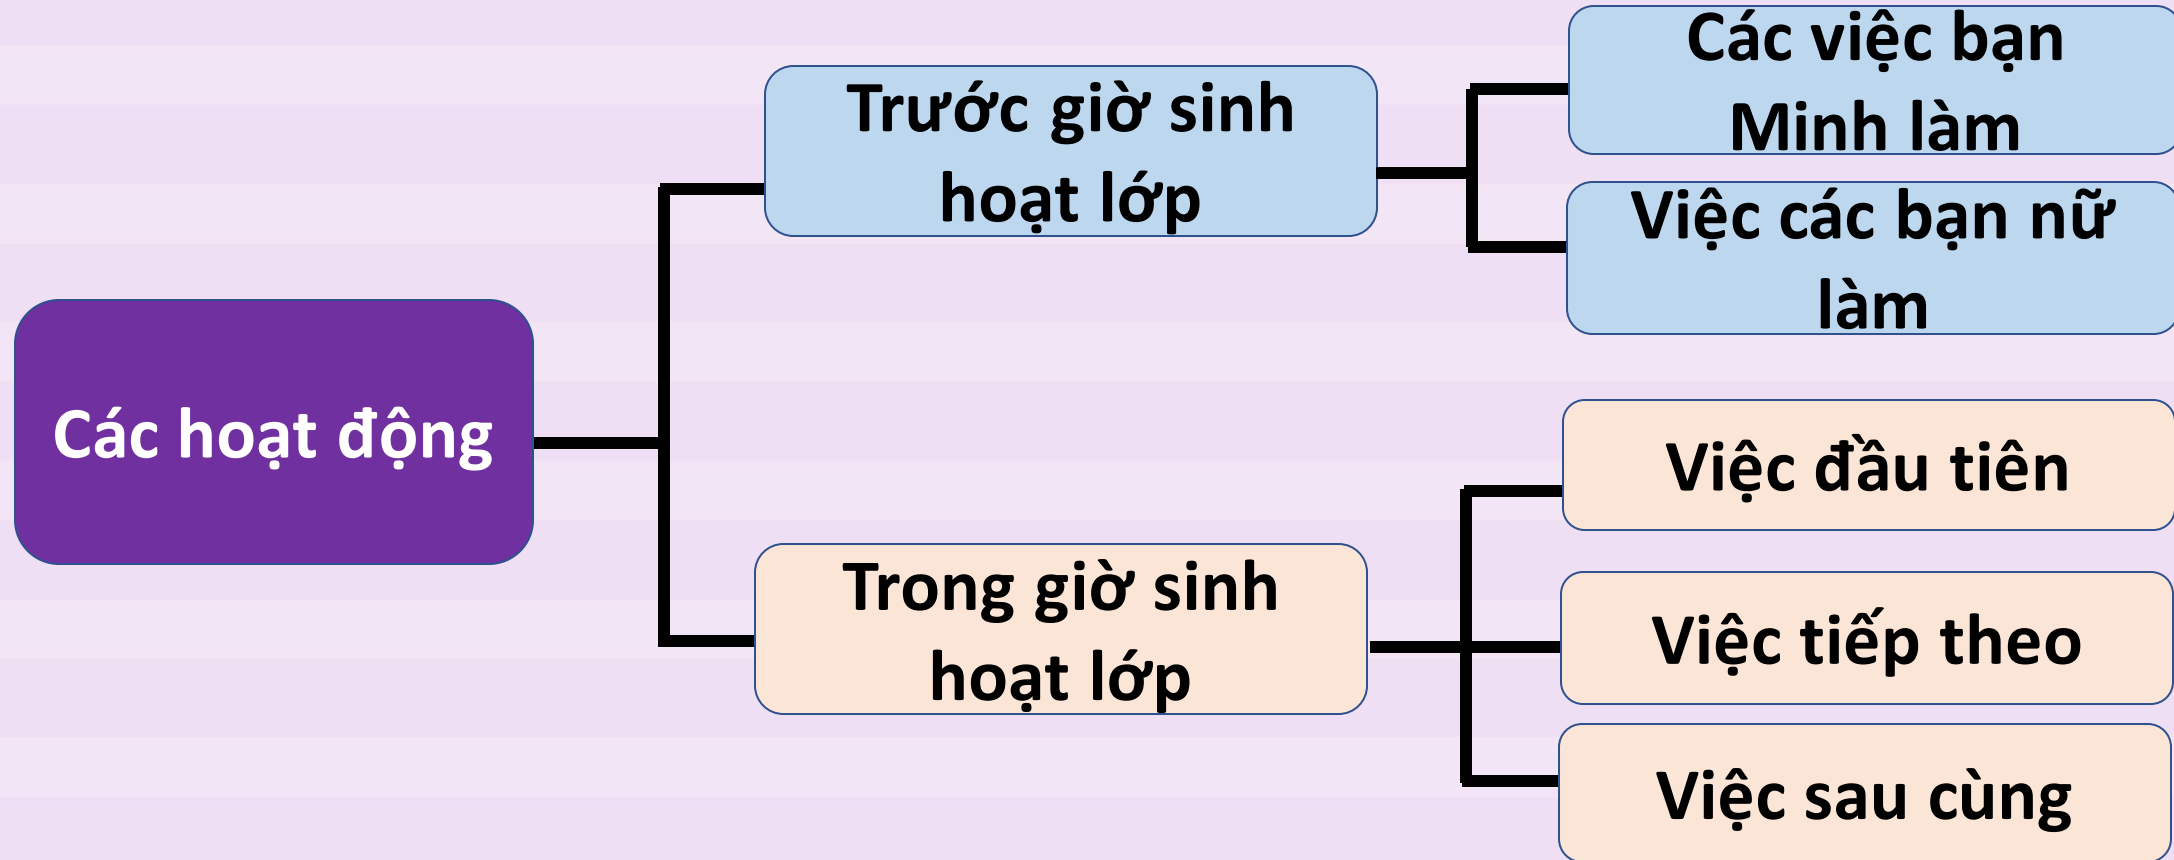 Các hoạt động
Trước giờ sinh
hoạt lớp
Các việc bạn
Minh làm
Việc các bạn nữ
làm
Trong giờ sinh
hoạt lớp
Việc đầu tiên
Việc tiếp theo
Việc sau cùng